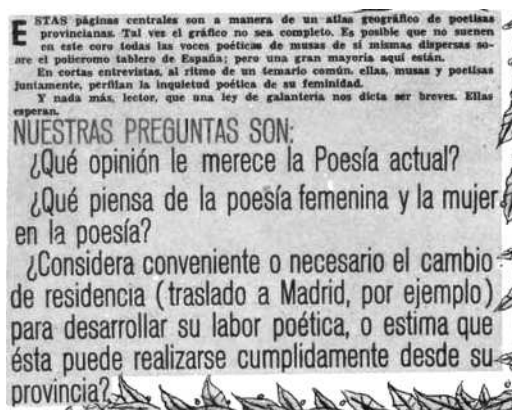 ESTAS páginas centrales son a manera de un atlas geográfico de poetisas
provincianas. Tal vez el gráfico no sea completo. Es posible que no suenen
en este coro todas las voces poéticas de musas de sí mismas dispersas so-
bre el polícromo tablero de España; pero una gran mayoría aquí están.
En cortas entrevistas, al ritmo de un temario común, ellas, musas y poetisas
juntamente, perfilan la inquietud poética de su feminidad.
Y nada más, lector, que una ley de galantería nos dicta ser breves. Ellas
esperan.
NUESTRAS PREGUNTAS SON:
¿Qué opinión le merece la Poesía actual?
¿Qué piensa de la poesía femenina y la mujer
en la poesía?
¿Considera conveniente o necesario el cambio
de residencia (traslado a Madrid, por ejemplo)
para desarrollar su labor poética, o estima que
ésta puede realizarse cumplidamente desde su
provincia?